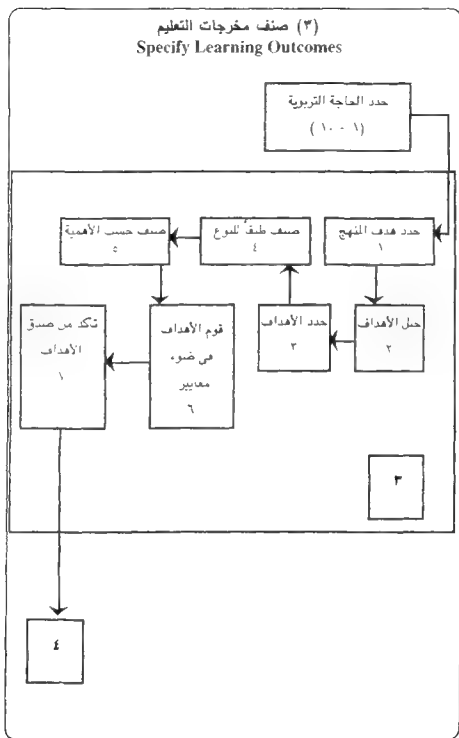 (٣) صنف مخرجات التعليم
Specify Learning Outcomes
حدد الحاجة التربوية
(١ - ١٠)
حدد هدف المنهج
١
صنف طبقاً للنوع
٤
صنف حسب الأهمية
٥
حلل الأهداف
٢
حدد الأهداف
٣
قوم الأهداف
في ضوء
معايير
٦
تأكد من صدق
الأهداف
٣
٤